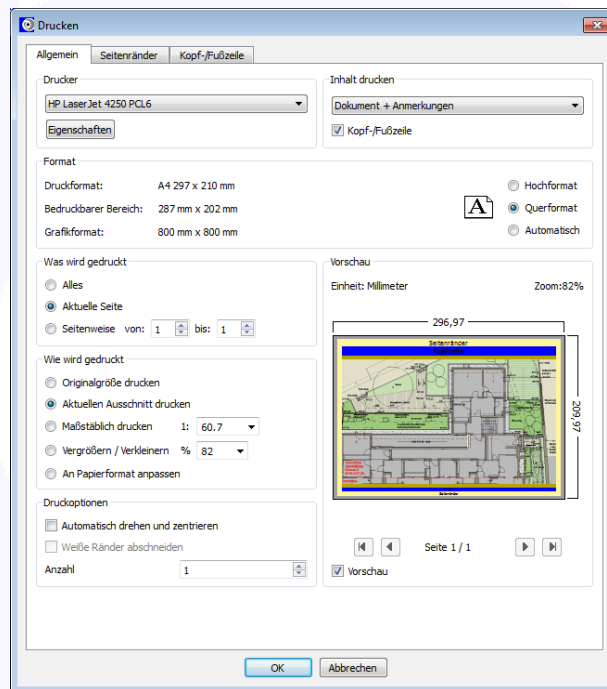 Drucken
Allgemein
Seitenränder
Kopf-/Fußzeile
Drucker
HP LaserJet 4250 PCL6
Eigenschaften
Inhalt drucken
Dokument + Anmerkungen
Kopf-/Fußzeile
Format
Druckformat: A4 297 x 210 mm
Bedruckbarer Bereich: 287 mm x 202 mm
Grafikformat: 800 mm x 800 mm
A
Hochformat
Querformat
Automatisch
Was wird gedruckt
Alles
Aktuelle Seite
Seitenweise von: 1 bis: 1
Wie wird gedruckt
Originalgröße drucken
Aktuellen Ausschnitt drucken
Maßstäblich drucken 1: 60.7
Vergrößern / Verkleinern % 82
An Papierformat anpassen
Druckoptionen
Automatisch drehen und zentrieren
Weiße Ränder abschneiden
Anzahl 1
Vorschau
Einheit: Millimeter Zoom:82%
296,97
Seitenränder
Kopfzeile
209,97
Seitenränder
Seite 1 / 1
Vorschau
OK
Abbrechen